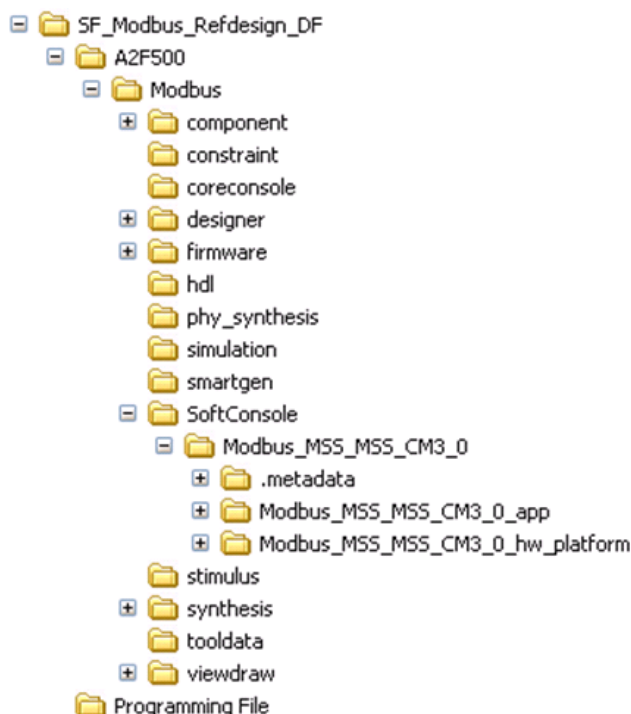 SF_Modbus_Refdesign_DF
A2F500
Modbus
component
constraint
coreconsole
designer
firmware
hdl
phy_synthesis
simulation
smartgen
SoftConsole
Modbus_MSS_MSS_CM3_0
.metadata
Modbus_MSS_MSS_CM3_0_app
Modbus_MSS_MSS_CM3_0_hw_platform
stimulus
synthesis
tooldata
viewdraw
Programming File